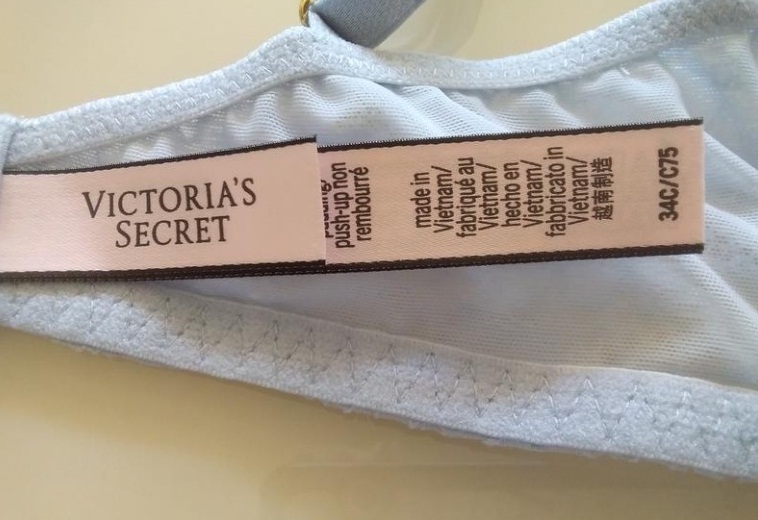 VICTORIA'S
SECRET
push-up non
rembourré
made in
Vietnam/
fabriqué au
Vietnam/
hecho en
Vietnam/
fabbricato in
Vietnam/
越南制造
34C/C75